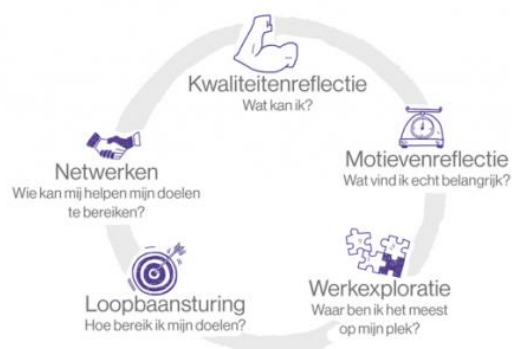 Kwaliteitenreflectie
Wat kan ik?
Motievenreflectie
Wat vind ik echt belangrijk?
Werkexploratie
Waar ben ik het meest
op mijn plek?
Loopbaansturing
Hoe bereik ik mijn doelen?
Netwerken
Wie kan mij helpen mijn doelen
te bereiken?